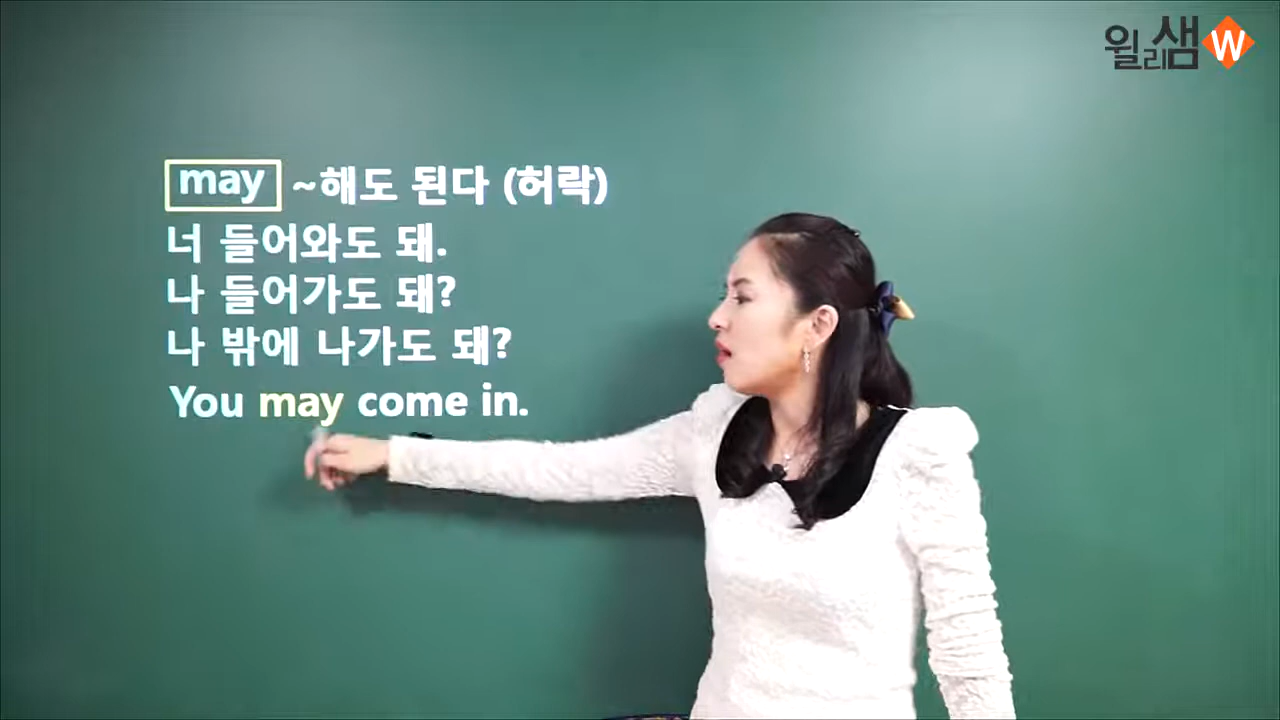 윌리샘 W
may ~해도 된다 (허락)
너 들어와도 돼.
나 들어가도 돼?
나 밖에 나가도 돼?
You may come in.